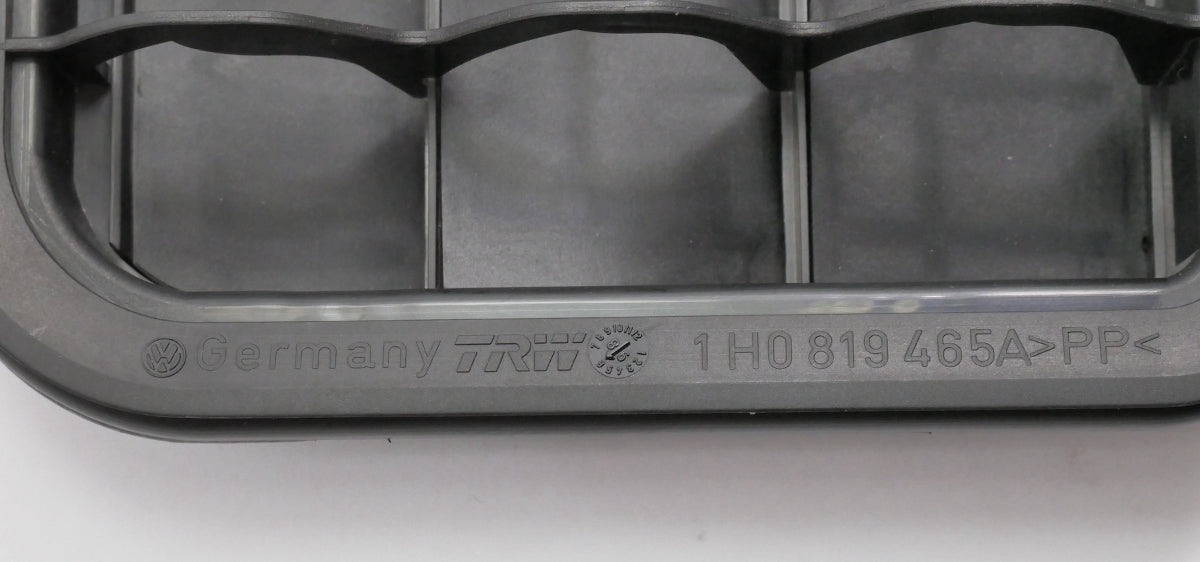 Germany TRW 1H0 819 465A >PP<